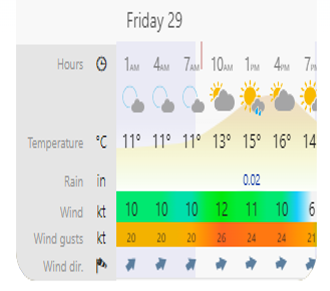 Friday 29
Hours 1AM 4AM 7AM 10AM 1PM 4PM 7PM
Temperature °C 11° 11° 11° 13° 15° 16° 14
Rain in 0.02
Wind kt 10 10 10 12 11 10 6
Wind gusts kt 20 20 20 26 24 24 21
Wind dir.